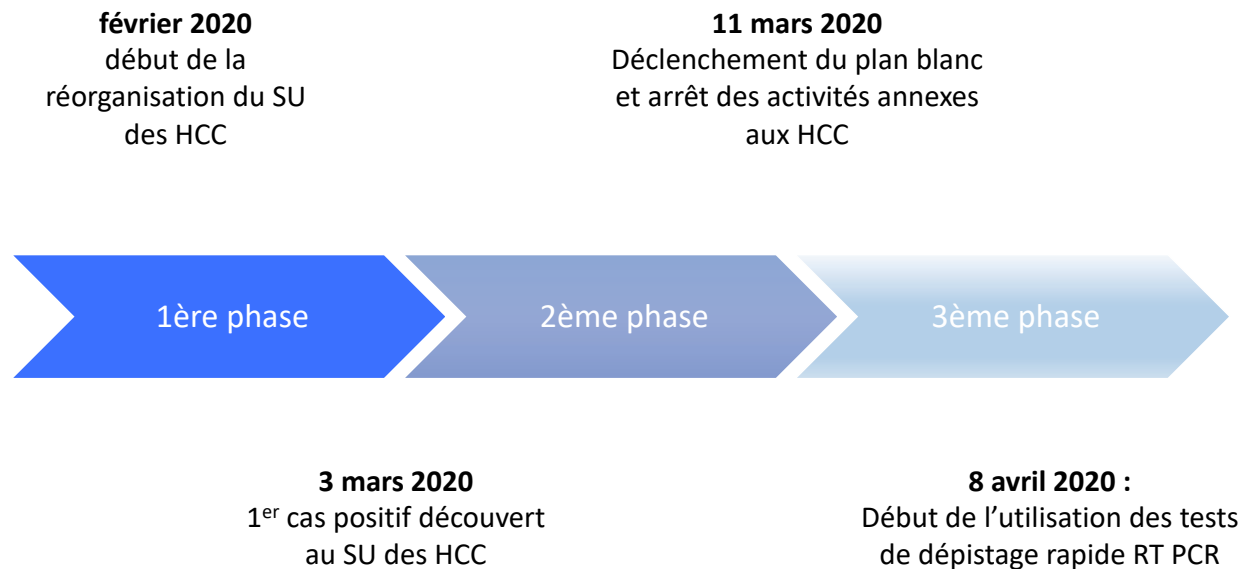 février 2020
début de la
réorganisation du SU
des HCC
11 mars 2020
Déclenchement du plan blanc
et arrêt des activités annexes
aux HCC
1ère phase
2ème phase
3ème phase
3 mars 2020
1er cas positif découvert
au SU des HCC
8 avril 2020 :
Début de l’utilisation des tests
de dépistage rapide RT PCR